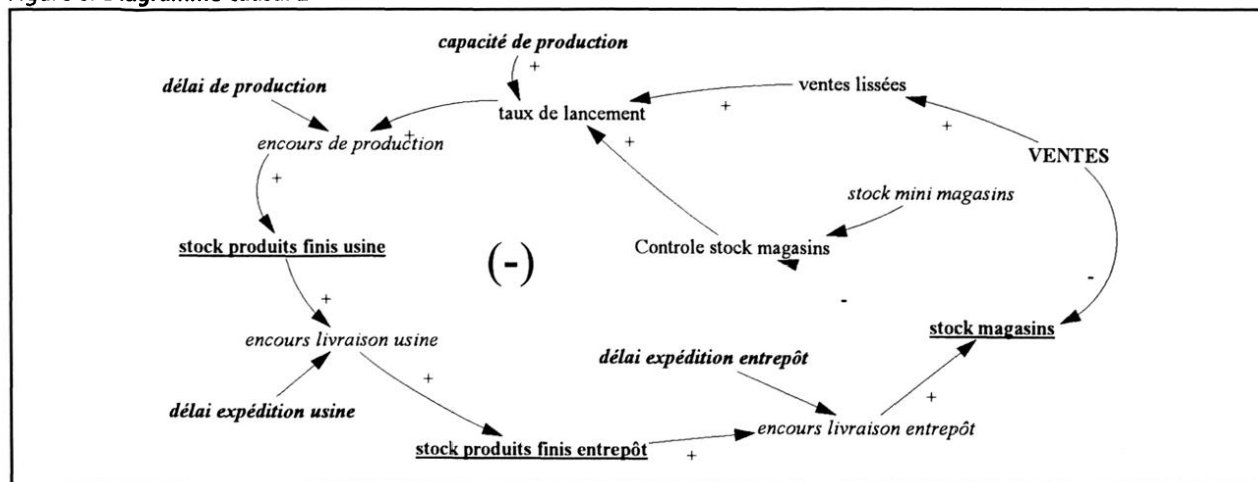 capacité de production
+
délai de production
ventes lissées
+
taux de lancement
+
+
encours de production
+
+
VENTES
+
stock mini magasins
stock produits finis usine
(-)
Controle stock magasins
-
-
+
encours livraison usine
stock magasins
délai expédition entrepôt
+
+
délai expédition usine
encours livraison entrepôt
stock produits finis entrepôt
+